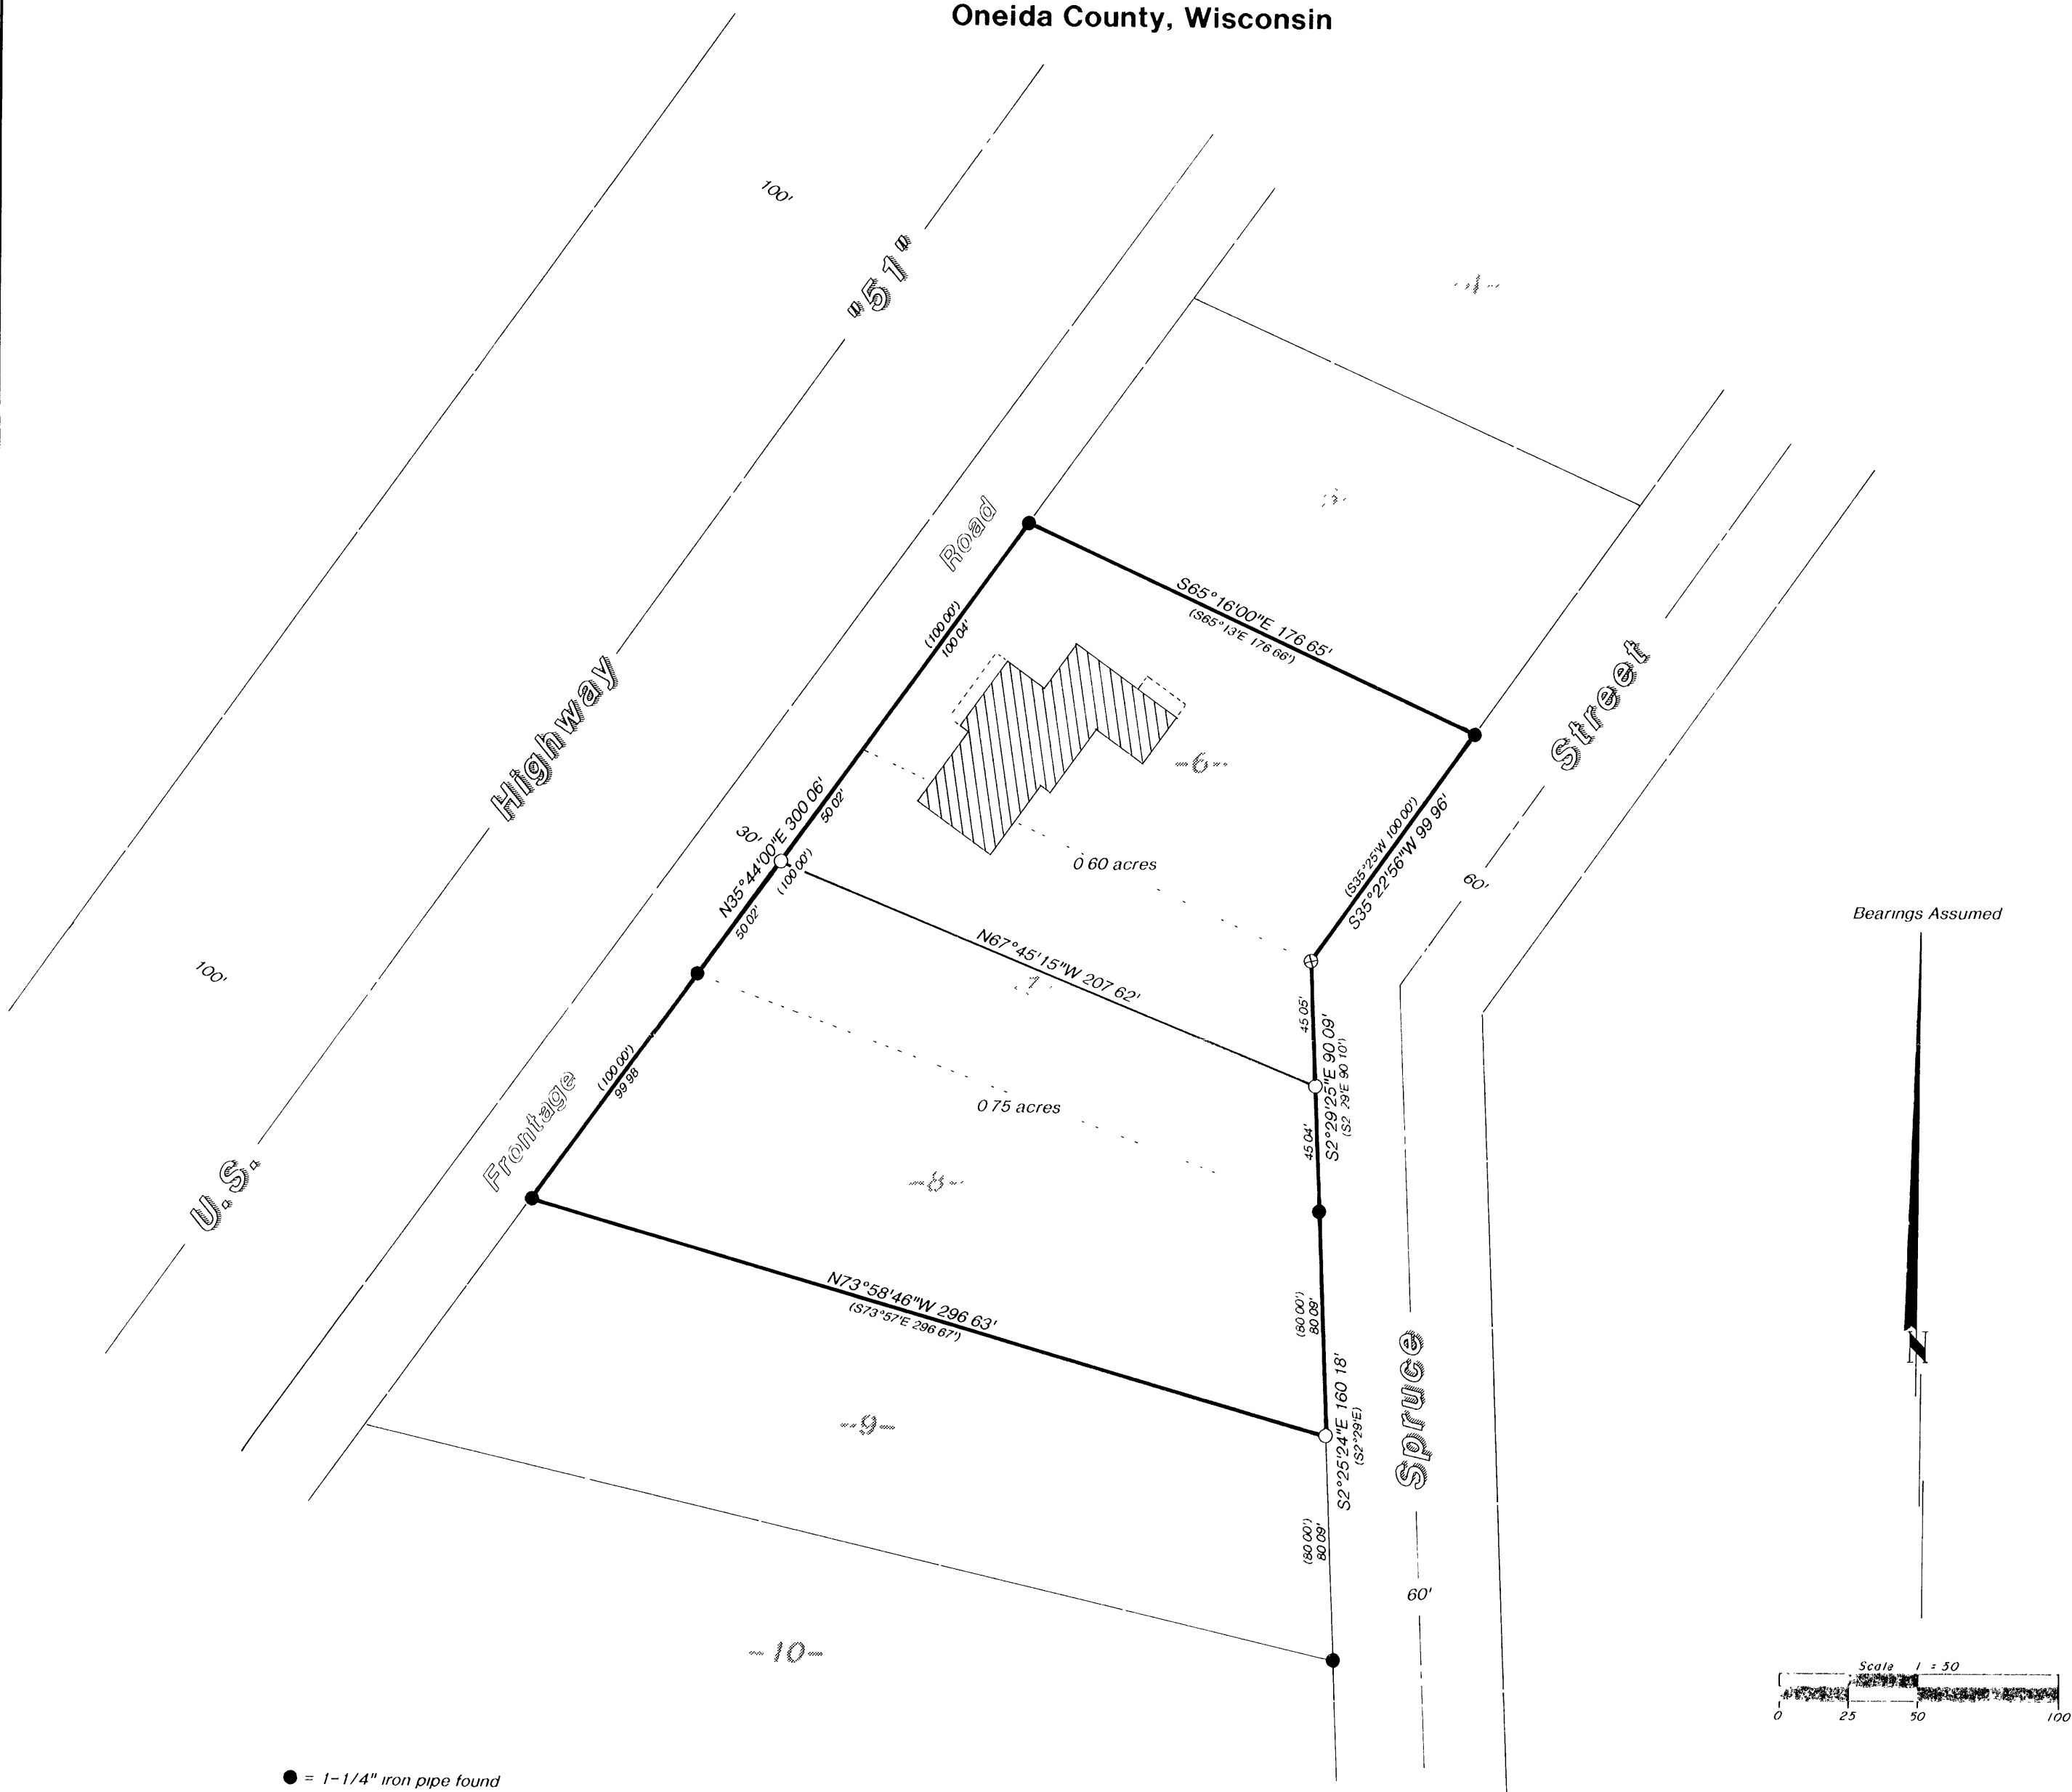 Oneida County, Wisconsin
100'
"51"
Highway
U.S.
100'
Road
Frontage
30'
(100 00')
100 04'
N35°44'00"E 300 06'
50 02'
(100 00')
50 02'
(100 00')
99 98
S65°16'00"E 176 65'
(S65°13'E 176 66')
-6-
0 60 acres
(S35°25'W 100 00')
S35°22'56"W 99 96'
Street
60'
N67°45'15"W 207 62'
7
45 05'
S2°29'25"E 90 09'
(S2 29'E 90 10')
45 04'
0 75 acres
-8-
N73°58'46"W 296 63'
(S73°57'E 296 67')
(80 00')
80 09'
S2°25'24"E 160 18'
(S2°29'E)
Spruce
-9-
(80 00')
80 09'
60'
-10-
Bearings Assumed
N
Scale 1 = 50
0 25 50 100
= 1-1/4" iron pipe found